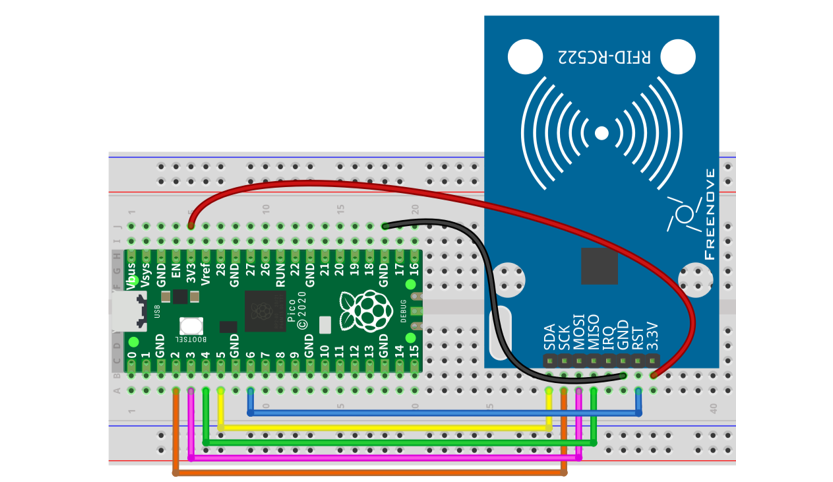 RFID-RC522
FREENOVE
1 5 10 15 20
J
I
H
G
F
Vbus Vsys GND EN 3V3 Vref 28 GND 27 26 RUN 22 GND 21 20 19 18 GND 17 16
USB
BOOTSEL
Pico
©2020
DEBUG
0 1 GND 2 3 4 5 GND 6 7 8 9 GND 10 11 12 13 GND 14 15
SDA SCK MOSI MISO IRQ GND RST 3.3V
E
D
C
B
A
1 5 10 5 20 25 40